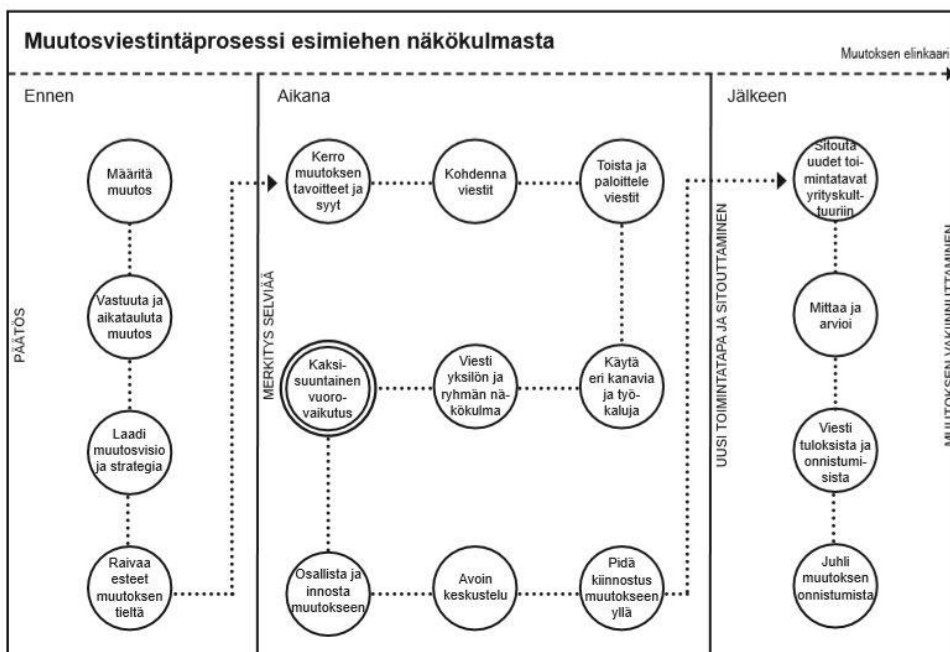 Muutosviestintäprosessi esimiehen näkökulmasta
Muutoksen elinkaari
Ennen
PÄÄTÖS
Määritä
muutos
Vastuuta ja
aikatauluta
muutos
Laadi
muutosvisio
ja strategia
Raivaa
esteet
muutoksen
tieltä
Aikana
MERKITYS SELVIÄÄ
Kerro
muutoksen
tavoitteet ja
syyt
Kohdenna
viestit
Toista ja
paloittele
viestit
Käytä
eri kanavia
ja työ-
kaluja
Viesti
yksilön ja
ryhmän nä-
kökulma
Kaksi-
suuntainen
vuoro-
vaikutus
Osallista ja
innosta
muutokseen
Avoin
keskustelu
Pidä
kiinnostus
muutokseen
yllä
Jälkeen
UUSI TOIMINTATAPA JA SITOUTTAMINEN
Sitouta
uudet toi-
mintatavat
yrityskult-
tuuriin
Mittaa ja
arvioi
Viesti
tuloksista ja
onnistumi-
sista
Juhli
muutoksen
onnistumista
MUUTOKSEN VAKIINNUTTAMINEN